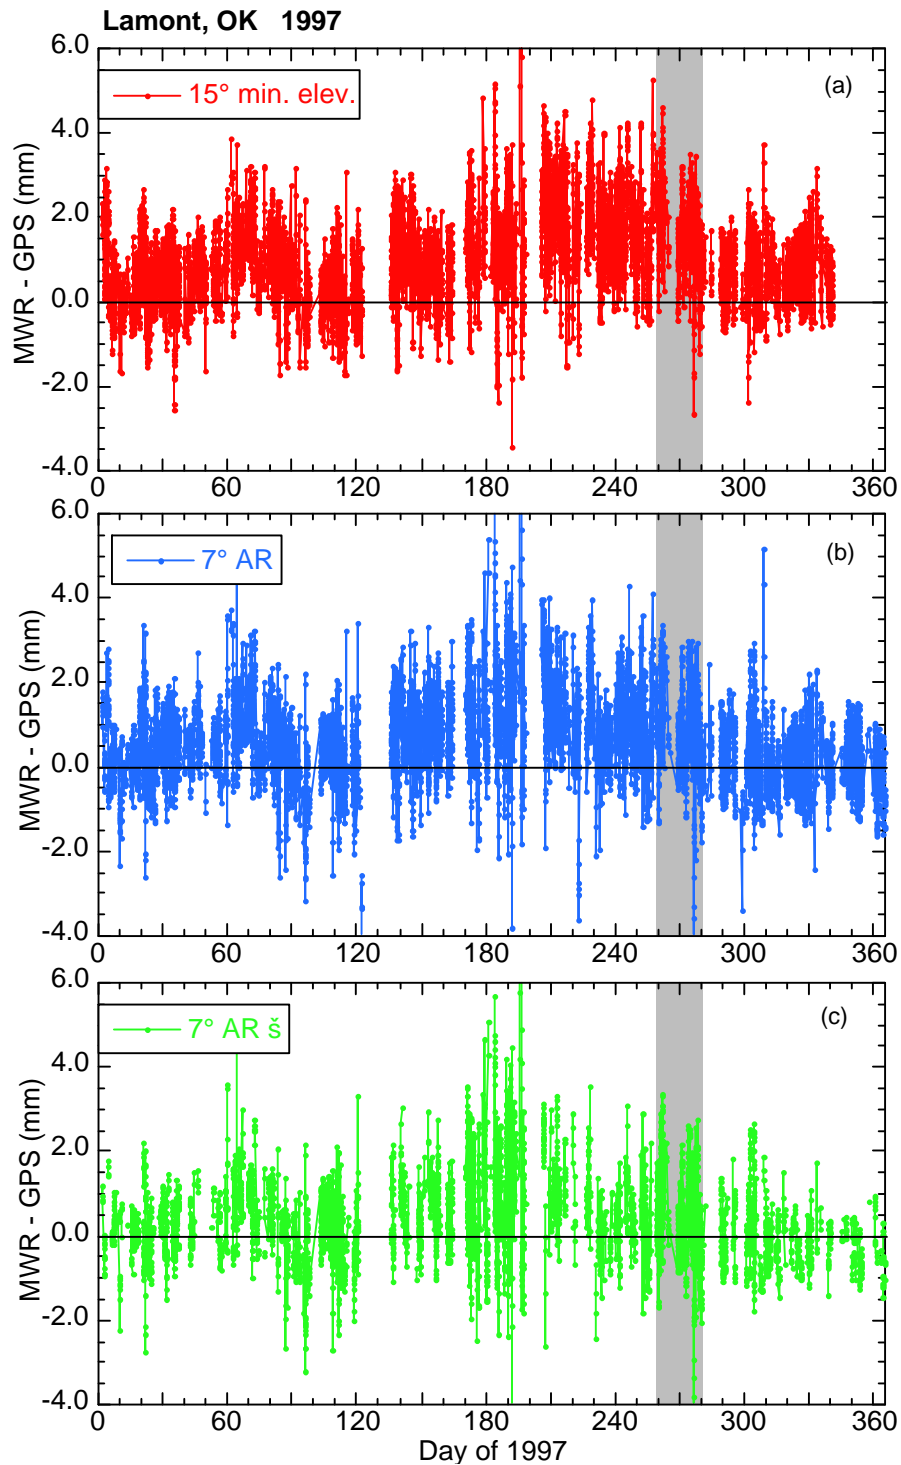 Lamont, OK 1997
6.0
15° min. elev.
(a)
4.0
2.0
0.0
-2.0
-4.0
MWR - GPS (mm)
0 60 120 180 240 300 360
6.0
7° AR
(b)
4.0
2.0
0.0
-2.0
-4.0
MWR - GPS (mm)
0 60 120 180 240 300 360
6.0
7° AR š
(c)
4.0
2.0
0.0
-2.0
-4.0
MWR - GPS (mm)
0 60 120 180 240 300 360
Day of 1997